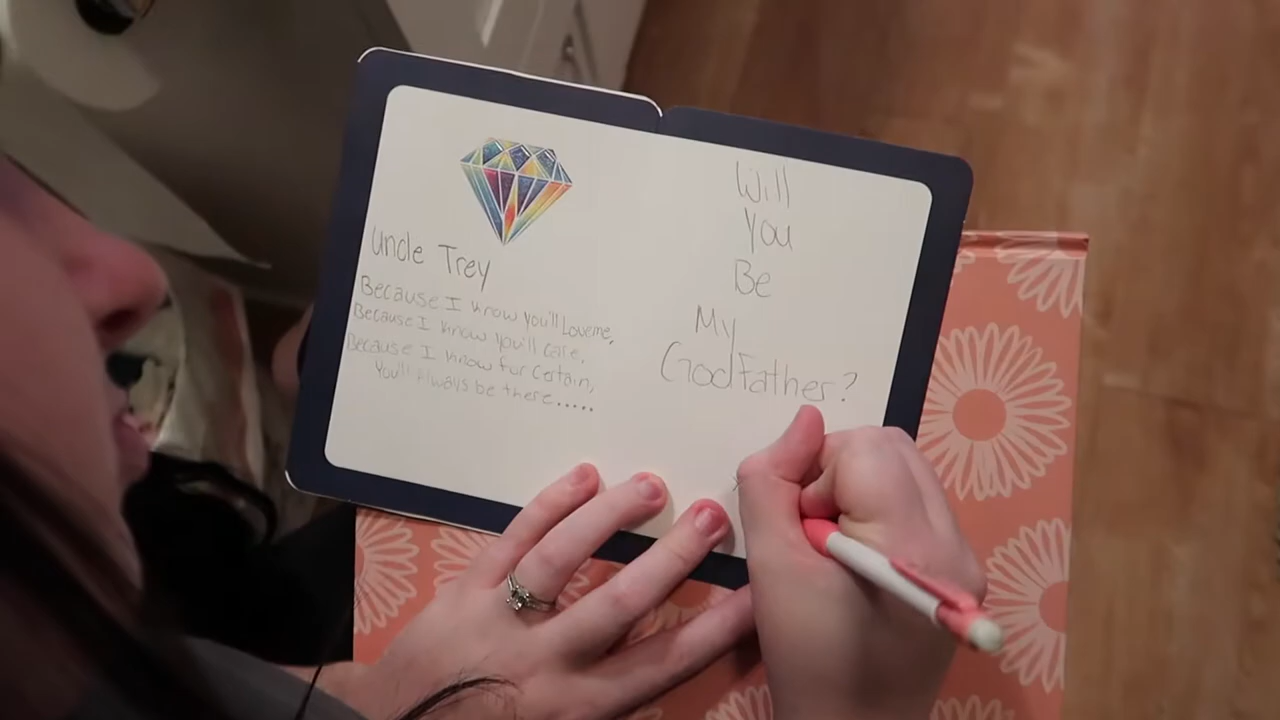 Uncle Trey
Because I know you'll Love me,
Because I know you'll care,
Because I know for certain,
You'll always be there.....
Will
You
Be
My
GodFather?